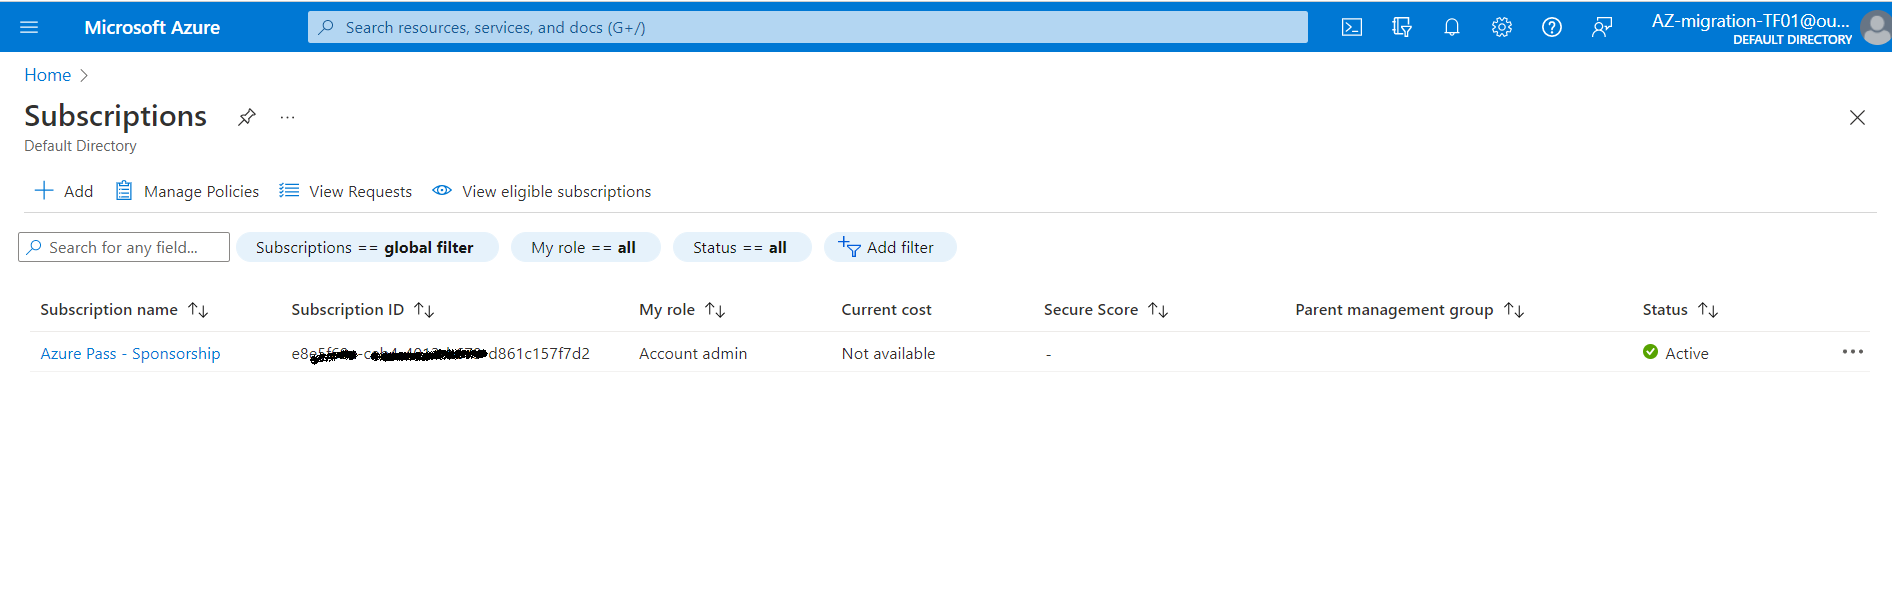 Microsoft Azure
Search resources, services, and docs (G+/)
AZ-migration-TF01@ou...
DEFAULT DIRECTORY
Home
Subscriptions
...
Default Directory
Add
Manage Policies
View Requests
View eligible subscriptions
Search for any field...
Subscriptions == global filter
My role == all
Status == all
Add filter
Subscription name
Subscription ID
My role
Current cost
Secure Score
Parent management group
Status
Azure Pass - Sponsorship
d861c157f7d2
Account admin
Not available
-
Active
...